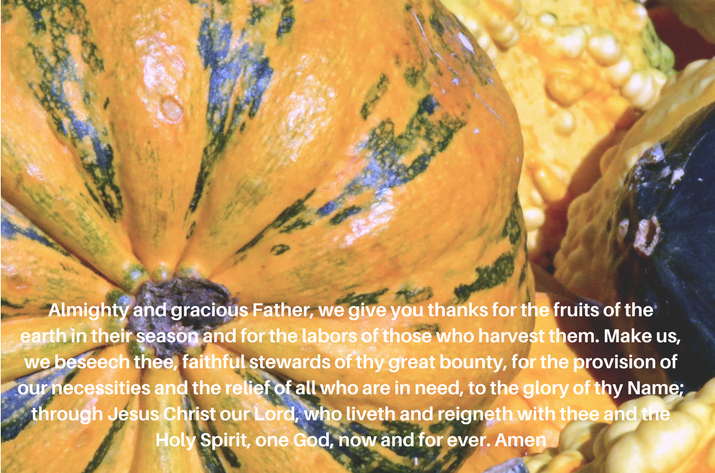 Almighty and gracious Father, we give you thanks for the fruits of the
earth in their season and for the labors of those who harvest them. Make us,
we beseech thee, faithful stewards of thy great bounty, for the provision of
our necessities and the relief of all who are in need, to the glory of thy Name;
through Jesus Christ our Lord, who liveth and reigneth with thee and the
Holy Spirit, one God, now and for ever. Amen